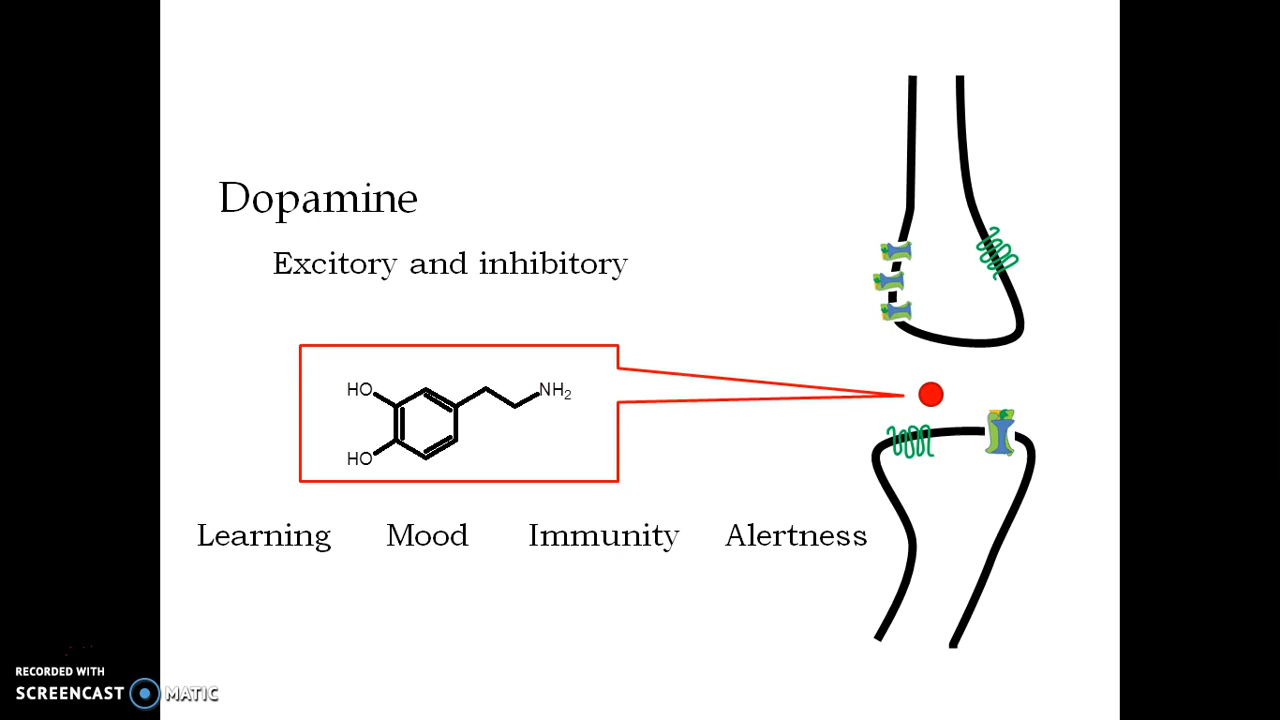 Dopamine
Excitory and inhibitory
HO
NH₂
HO
Learning Mood Immunity Alertness
RECORDED WITH
SCREENCAST MATIC